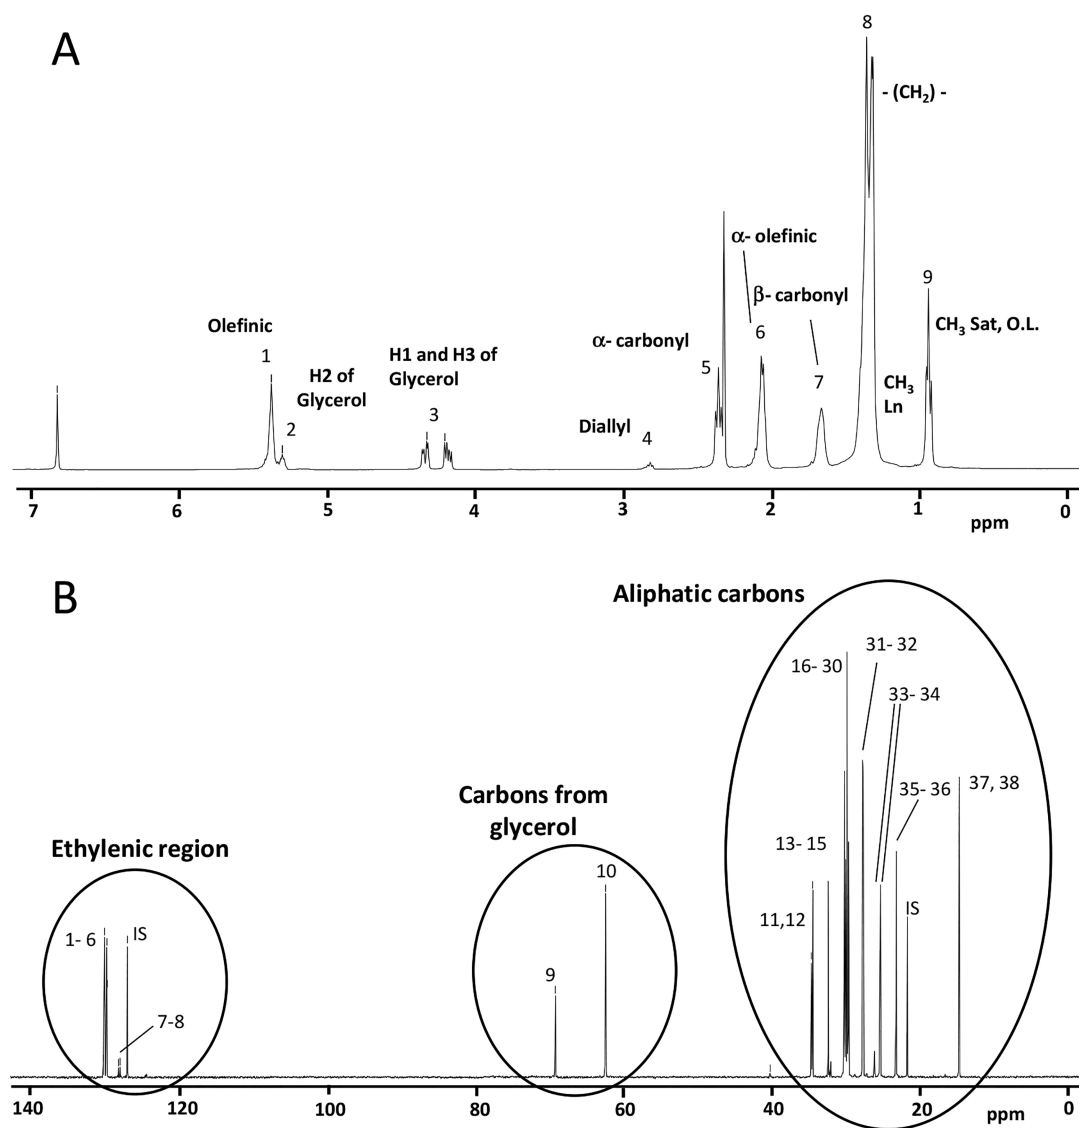 A
8
- (CH2) -
α- olefinic
β- carbonyl
9
CH3 Sat, O.L.
Olefinic
1
H2 of
Glycerol
2
H1 and H3 of
Glycerol
3
α- carbonyl
5
6
7
CH3
Ln
Diallyl
4
7 6 5 4 3 2 1 0
ppm
B
Aliphatic carbons
31- 32
16- 30
33- 34
35- 36
37, 38
Carbons from
glycerol
13- 15
Ethylenic region
10
11,12
IS
1- 6
IS
9
7-8
140 120 100 80 60 40 20 0
ppm